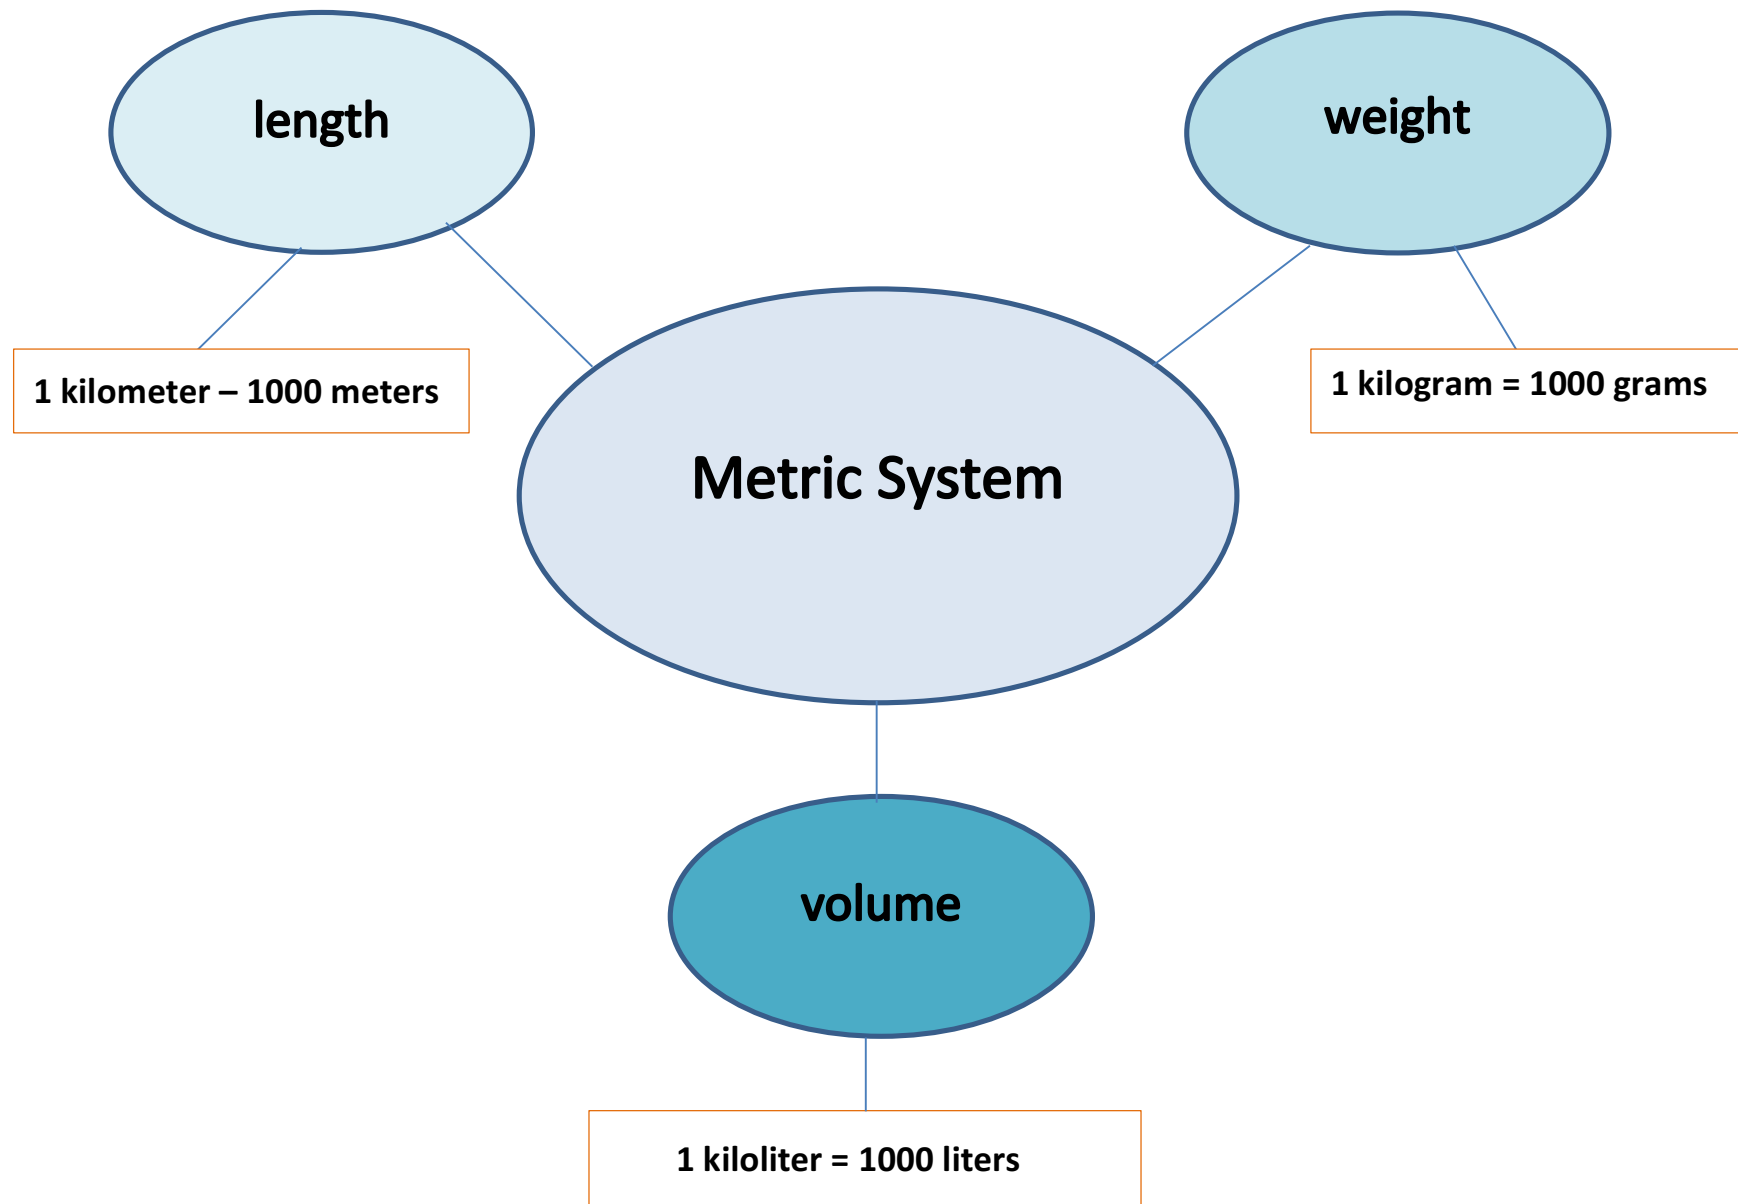 length
weight
1 kilometer – 1000 meters
1 kilogram = 1000 grams
Metric System
volume
1 kiloliter = 1000 liters